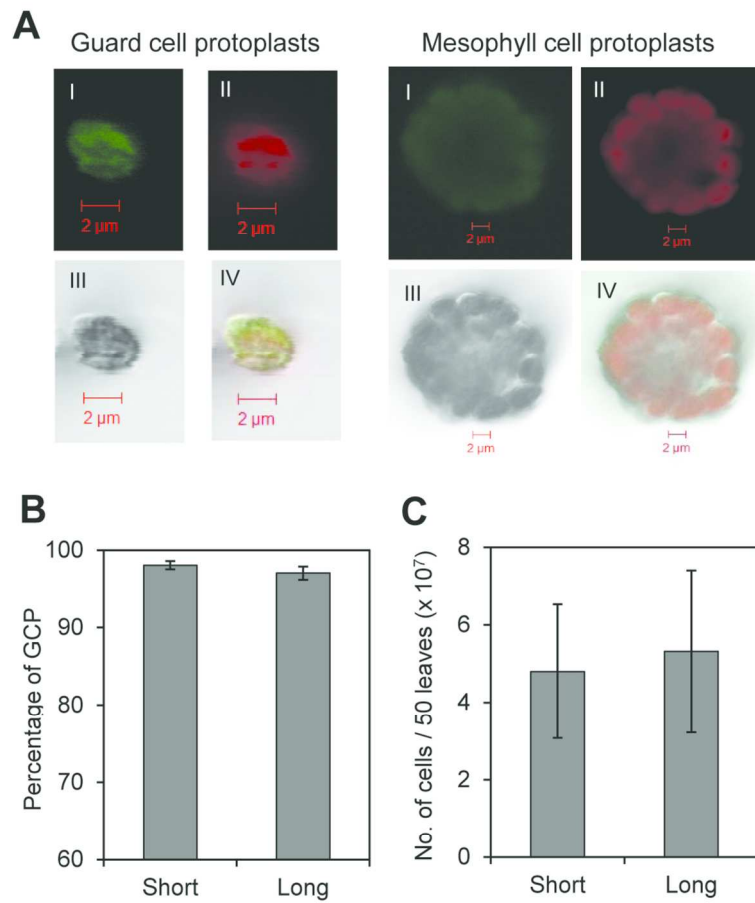 A
Guard cell protoplasts
Mesophyll cell protoplasts
I
2 µm
II
2 µm
I
2 µm
II
2 µm
III
2 µm
IV
2 µm
III
2 µm
IV
2 µm
B
Percentage of GCP
100
90
80
70
60
Short
Long
C
No. of cells / 50 leaves (x 10⁷)
8
6
4
2
0
Short
Long